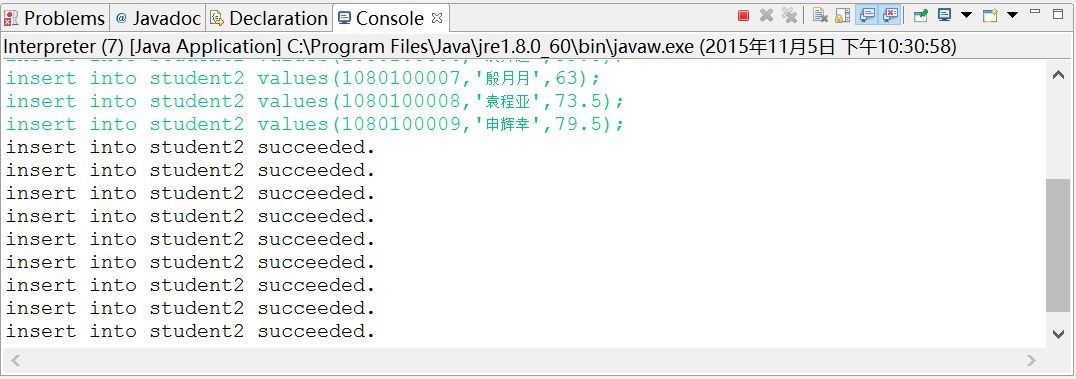 Problems @ Javadoc Declaration Console
Interpreter (7) [Java Application] C:\Program Files\Java\jre1.8.0_60\bin\javaw.exe (2015年11月5日 下午10:30:58)
insert into student2 values(1080100007,'殷月月',63);
insert into student2 values(1080100008,'袁程亚',73.5);
insert into student2 values(1080100009,'申辉幸',79.5);
insert into student2 succeeded.
insert into student2 succeeded.
insert into student2 succeeded.
insert into student2 succeeded.
insert into student2 succeeded.
insert into student2 succeeded.
insert into student2 succeeded.
insert into student2 succeeded.
insert into student2 succeeded.